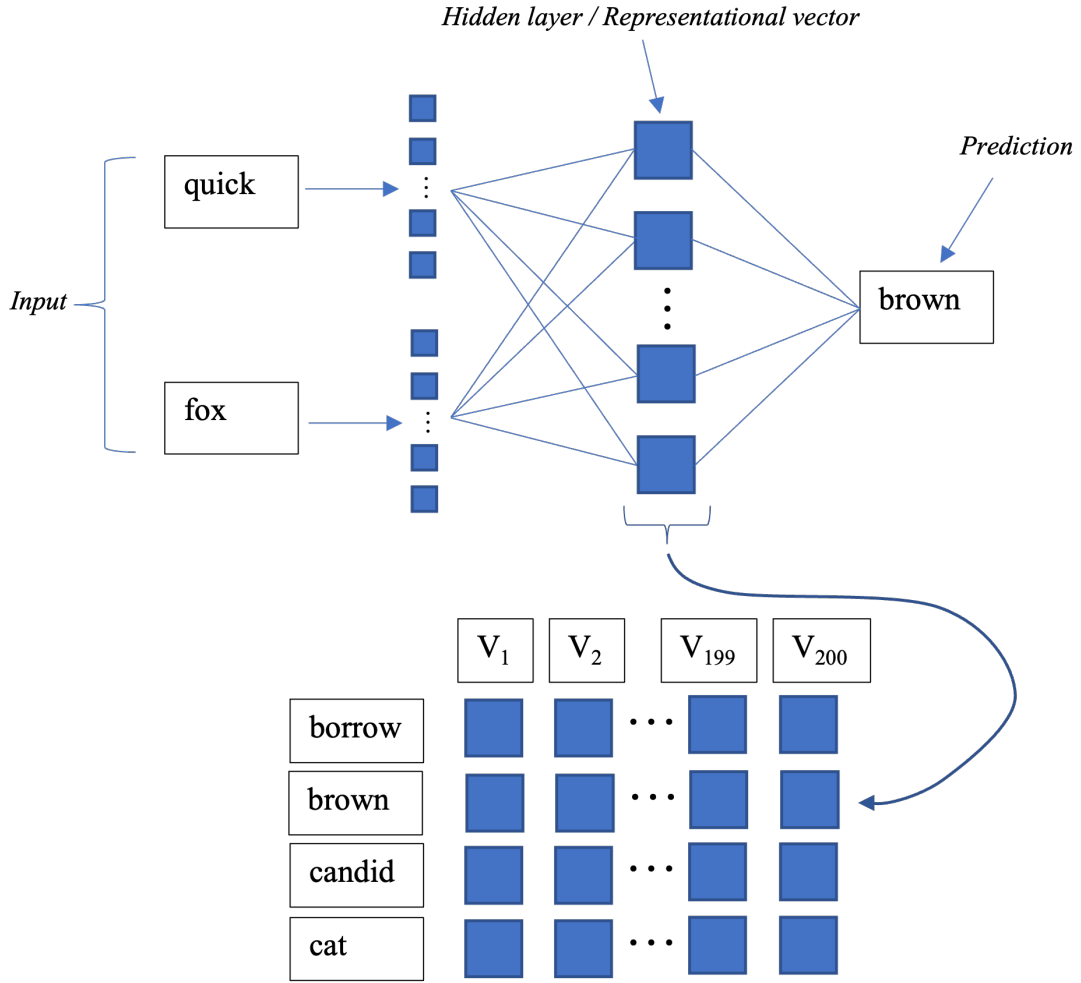 Hidden layer / Representational vector
Prediction
quick
Input
brown
fox
V1 V2 V199 V200
borrow
brown
candid
cat